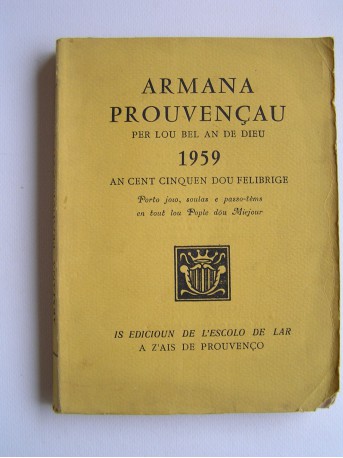 ARMANA
PROUVENÇAU
PER LOU BEL AN DE DIEU
1959
AN CENT CINQUEN DOU FELIBRIGE
Porto joio, soulas e passo-tèms
en tout lou Pople dóu Miejour
IS EDICIOUN DE L'ESCOLO DE LAR
A Z'AIS DE PROUVENÇO